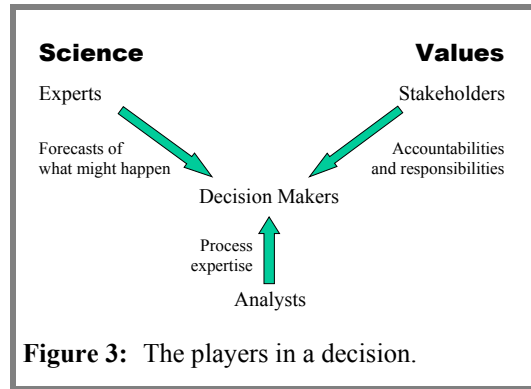 Science
Values
Experts
Stakeholders
Forecasts of
what might happen
Accountabilities
and responsibilities
Decision Makers
Process
expertise
Analysts
Figure 3: The players in a decision.